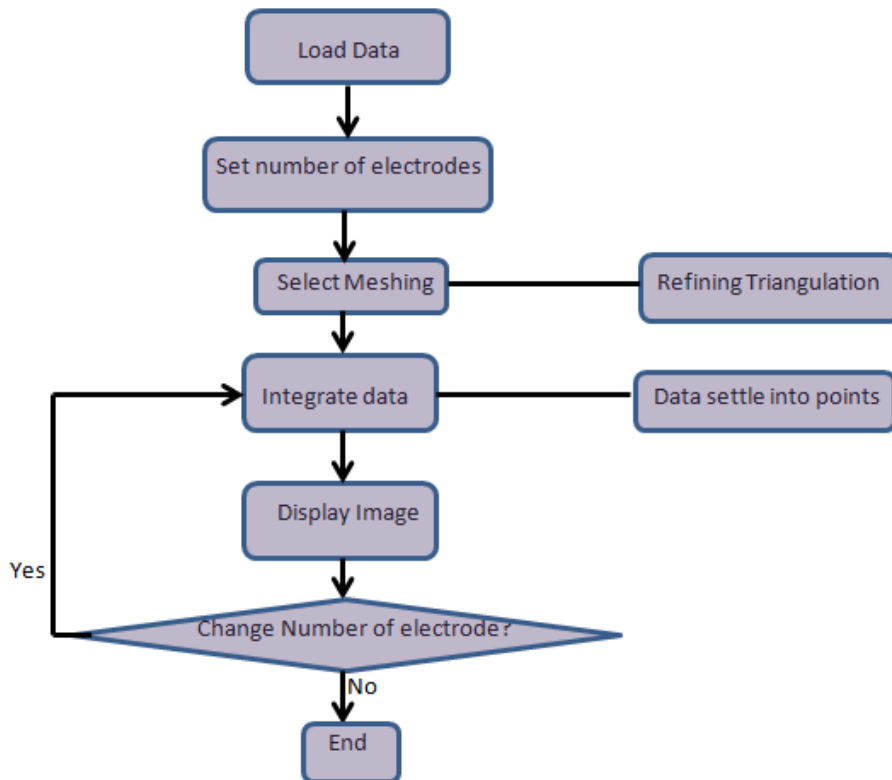 Load Data
Set number of electrodes
Select Meshing
Refining Triangulation
Integrate data
Data settle into points
Display Image
Yes
Change Number of electrode?
No
End